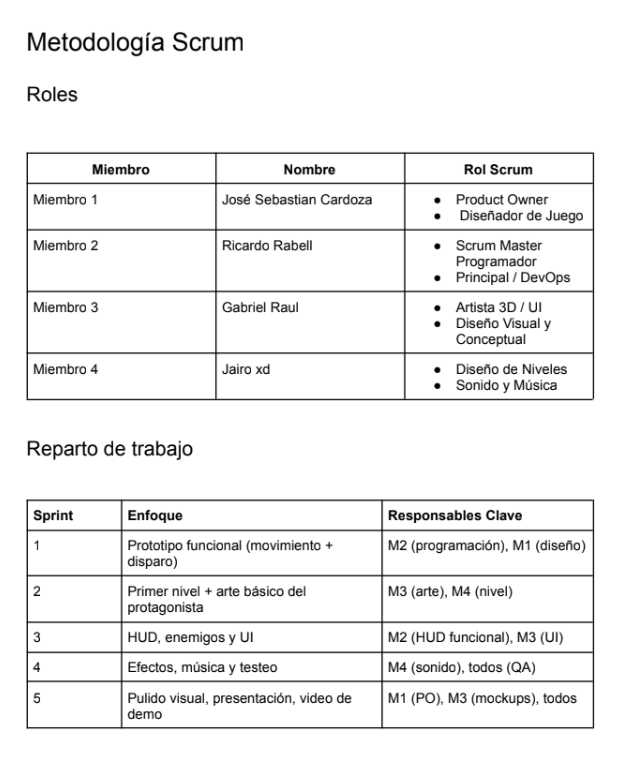 Metodología Scrum
Roles
Miembro Nombre Rol Scrum
Miembro 1 José Sebastian Cardoza ● Product Owner
● Diseñador de Juego
Miembro 2 Ricardo Rabell ● Scrum Master
Programador
● Principal / DevOps
Miembro 3 Gabriel Raul ● Artista 3D / UI
● Diseño Visual y
Conceptual
Miembro 4 Jairo xd ● Diseño de Niveles
● Sonido y Música
Reparto de trabajo
Sprint Enfoque Responsables Clave
1 Prototipo funcional (movimiento + M2 (programación), M1 (diseño)
disparo)
2 Primer nivel + arte básico del M3 (arte), M4 (nivel)
protagonista
3 HUD, enemigos y UI M2 (HUD funcional), M3 (UI)
4 Efectos, música y testeo M4 (sonido), todos (QA)
5 Pulido visual, presentación, video de M1 (PO), M3 (mockups), todos
demo